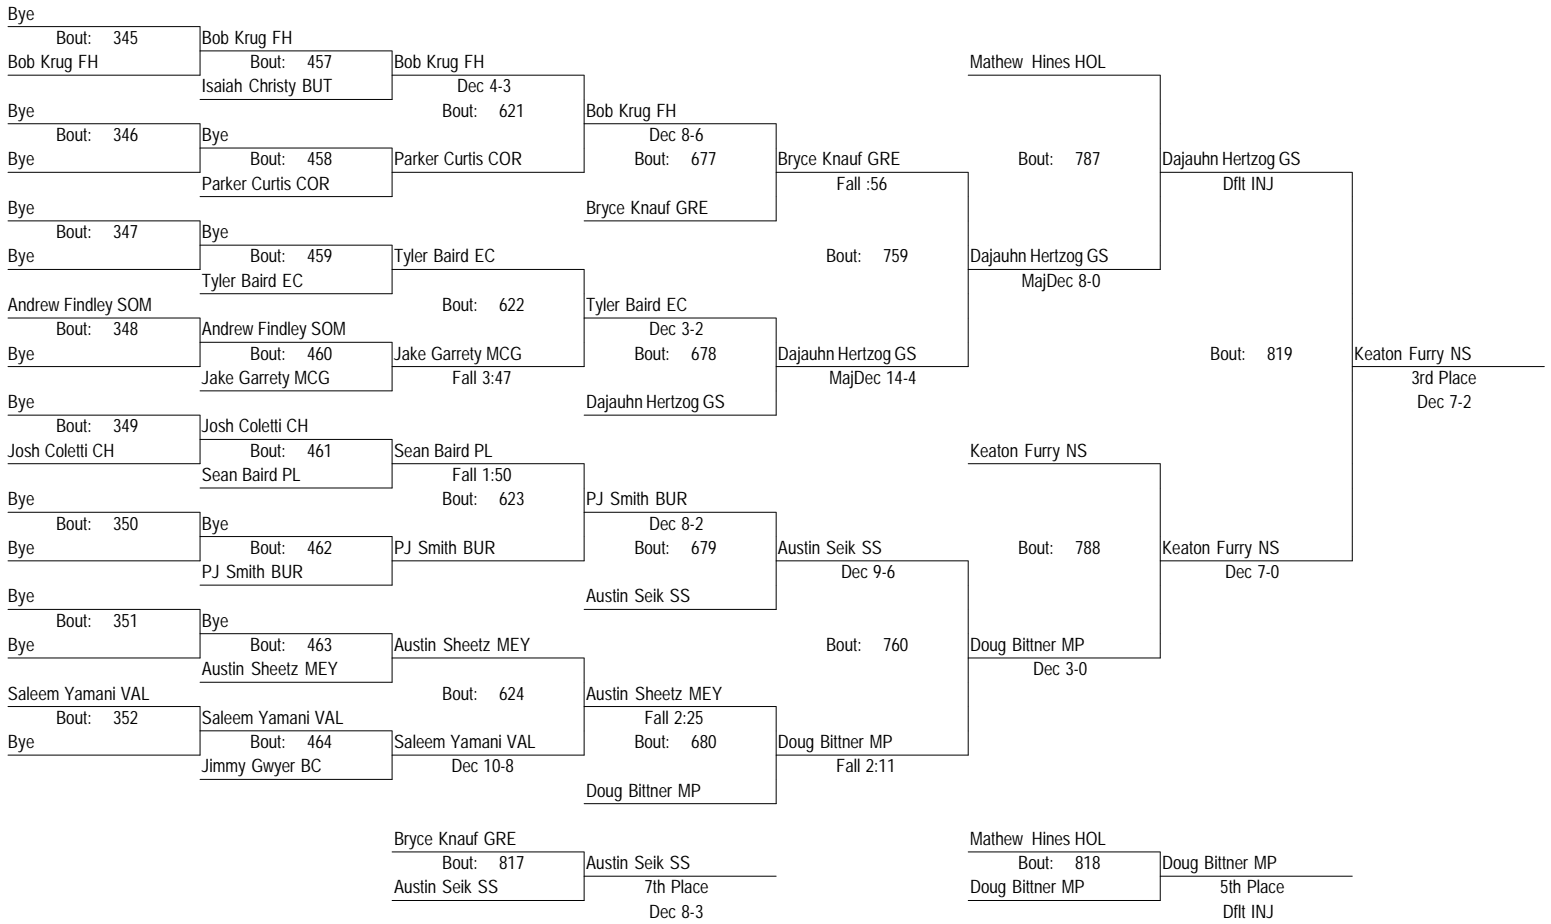 Bye
Bout: 345
Bob Krug FH
Bob Krug FH
Bout: 457
Isaiah Christy BUT
Bob Krug FH
Dec 4-3
Bout: 621
Bye
Bout: 346
Bye
Bye
Bout: 458
Parker Curtis COR
Parker Curtis COR
Bob Krug FH
Dec 8-6
Bout: 677
Bryce Knauf GRE
Bye
Bout: 347
Bye
Bye
Bout: 459
Tyler Baird EC
Tyler Baird EC
Bout: 622
Andrew Findley SOM
Bout: 348
Bye
Andrew Findley SOM
Bout: 460
Jake Garrety MCG
Jake Garrety MCG
Fall 3:47
Tyler Baird EC
Dec 3-2
Bout: 678
Dajauhn Hertzog GS
Bryce Knauf GRE
Fall :56
Bout: 759
Dajauhn Hertzog GS
MajDec 14-4
Mathew Hines HOL
Bout: 787
Dajauhn Hertzog GS
MajDec 8-0
Dajauhn Hertzog GS
Dflt INJ
Bye
Bout: 349
Josh Coletti CH
Josh Coletti CH
Bout: 461
Sean Baird PL
Sean Baird PL
Fall 1:50
Bout: 623
Bye
Bout: 350
Bye
Bye
Bout: 462
PJ Smith BUR
PJ Smith BUR
PJ Smith BUR
Dec 8-2
Bout: 679
Austin Seik SS
Bye
Bout: 351
Bye
Bye
Bout: 463
Austin Sheetz MEY
Austin Sheetz MEY
Bout: 624
Saleem Yamani VAL
Bout: 352
Bye
Saleem Yamani VAL
Bout: 464
Jimmy Gwyer BC
Saleem Yamani VAL
Dec 10-8
Austin Sheetz MEY
Fall 2:25
Bout: 680
Doug Bittner MP
Austin Seik SS
Dec 9-6
Bout: 760
Doug Bittner MP
Fall 2:11
Keaton Furry NS
Bout: 788
Doug Bittner MP
Dec 3-0
Keaton Furry NS
Dec 7-0
Bout: 819
Keaton Furry NS
3rd Place
Dec 7-2
Bryce Knauf GRE
Bout: 817
Austin Seik SS
Austin Seik SS
7th Place
Dec 8-3
Mathew Hines HOL
Bout: 818
Doug Bittner MP
Doug Bittner MP
5th Place
Dflt INJ